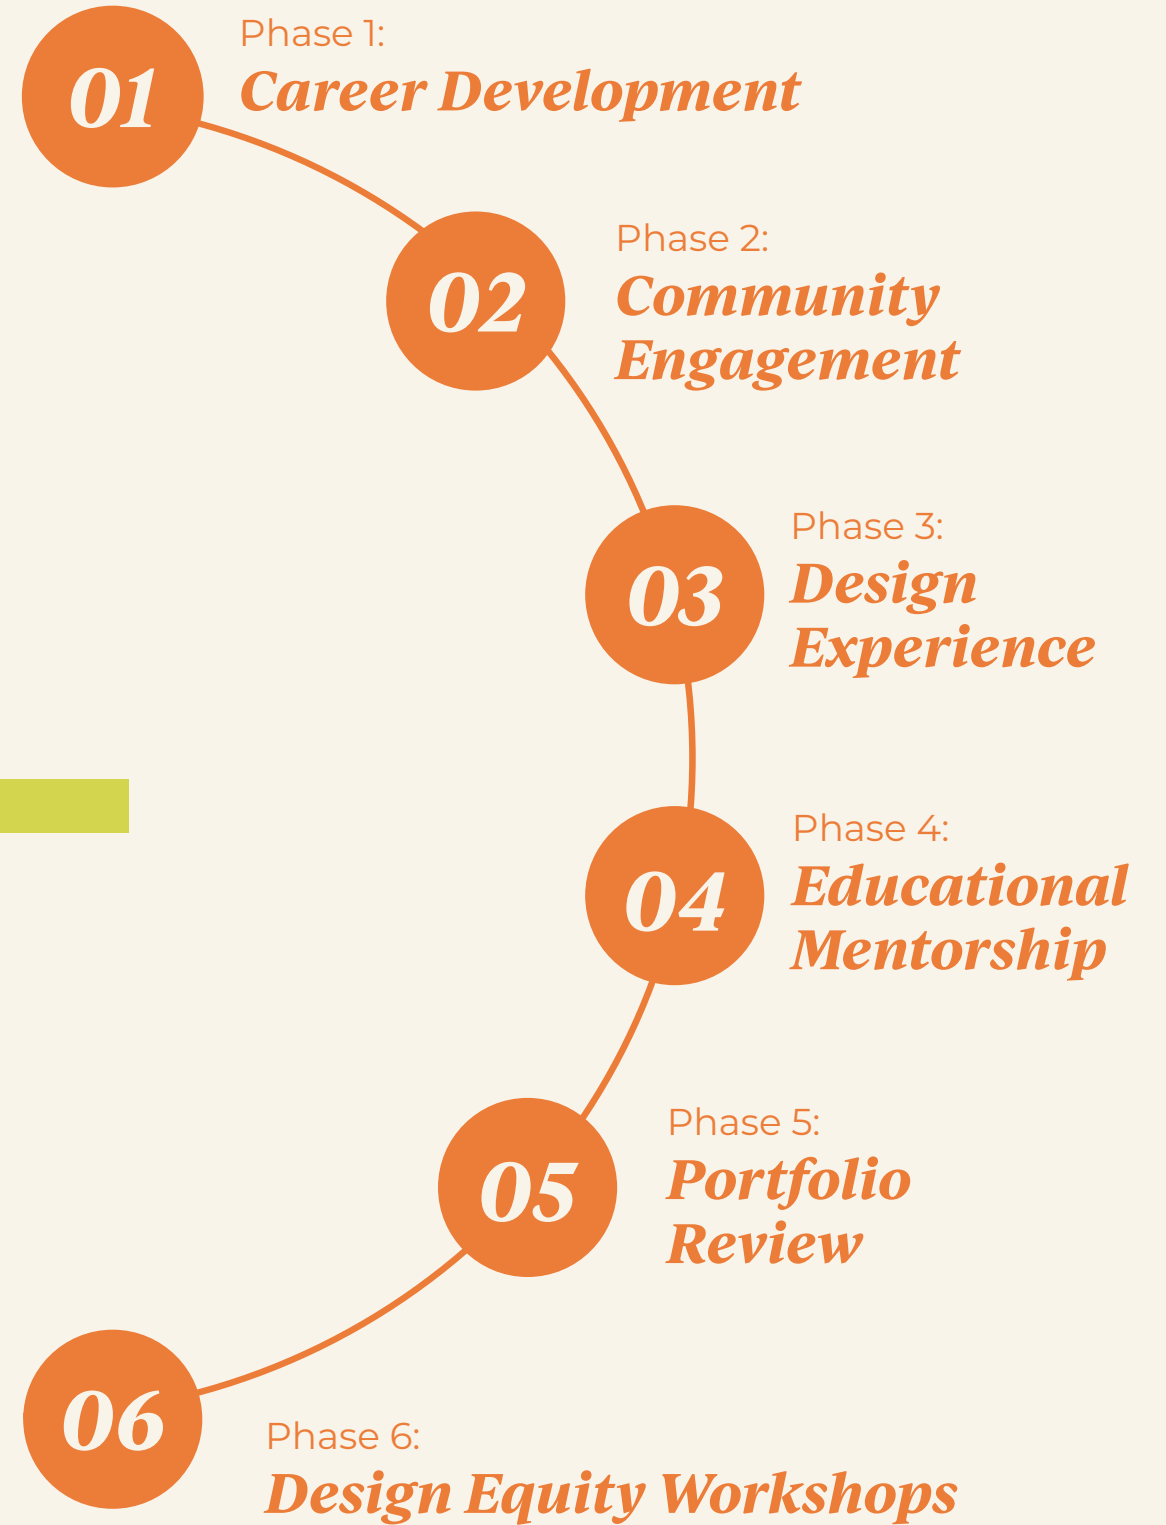 01
Phase 1:
Career Development
02
Phase 2:
Community
Engagement
03
Phase 3:
Design
Experience
04
Phase 4:
Educational
Mentorship
05
Phase 5:
Portfolio
Review
06
Phase 6:
Design Equity Workshops